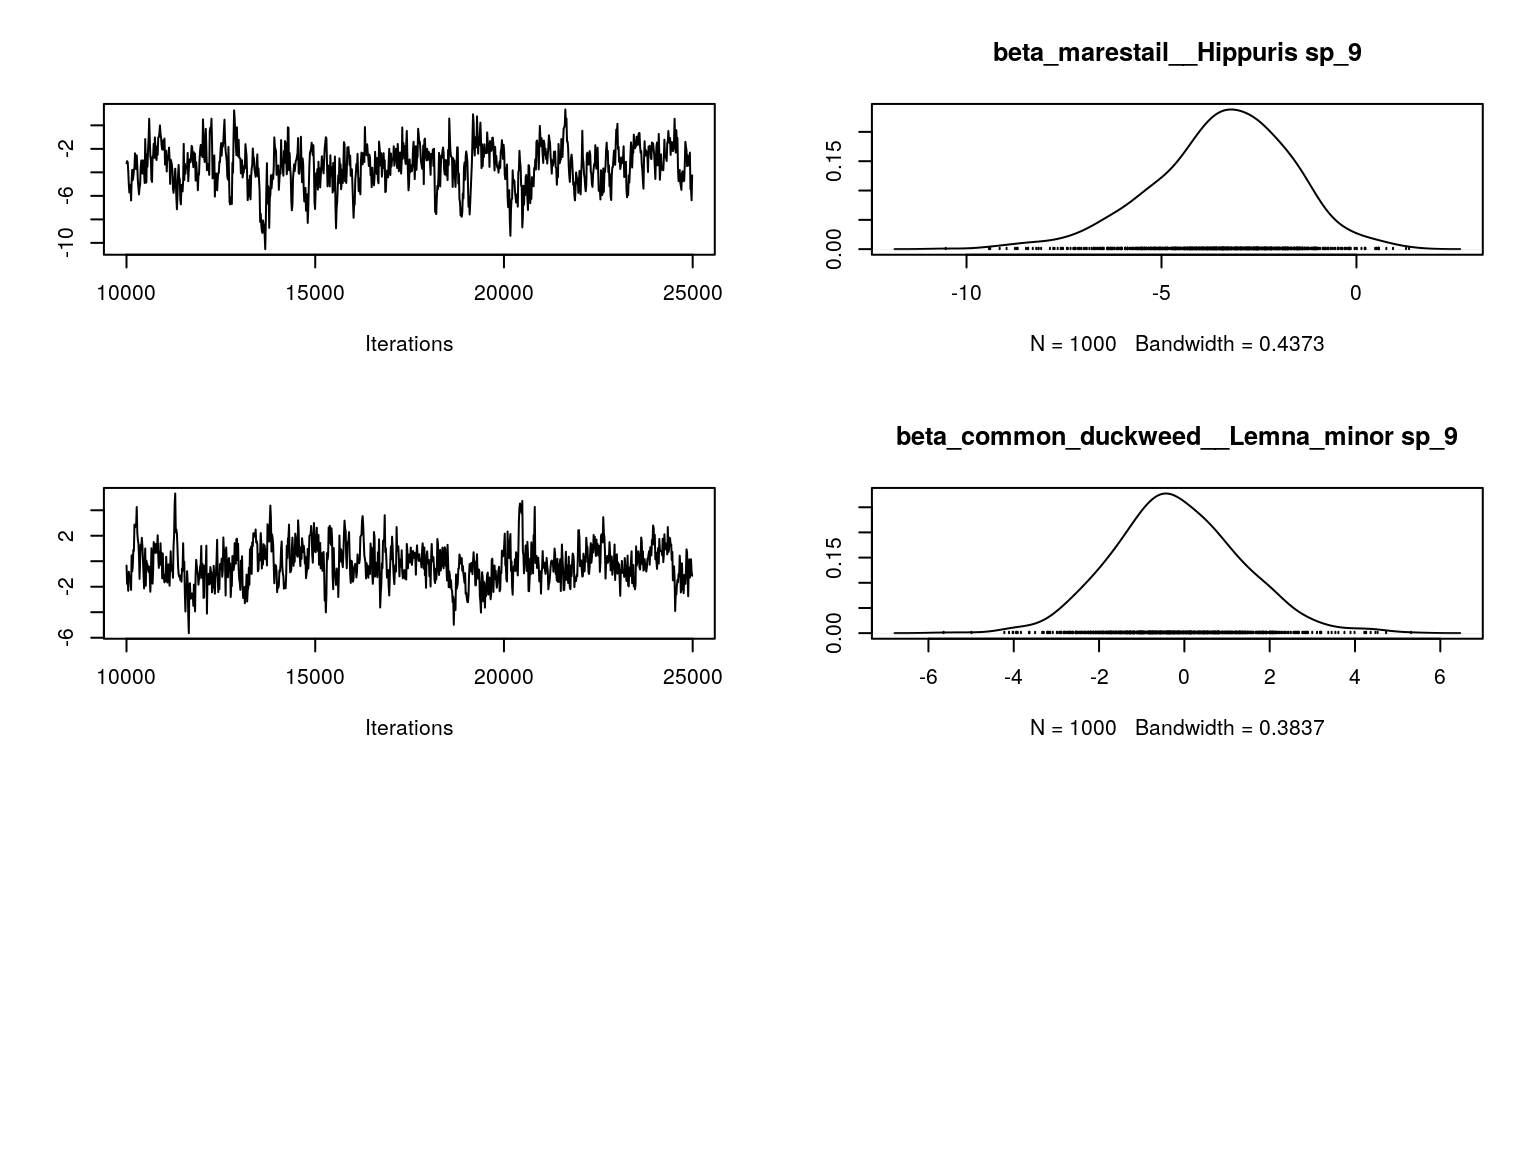 beta_marestail__Hippuris sp_9
-2
-6
-10
10000 15000 20000 25000
Iterations
0.15
0.00
-10 -5 0
N = 1000 Bandwidth = 0.4373
beta_common_duckweed__Lemna_minor sp_9
2
-2
-6
10000 15000 20000 25000
Iterations
0.15
0.00
-6 -4 -2 0 2 4 6
N = 1000 Bandwidth = 0.3837